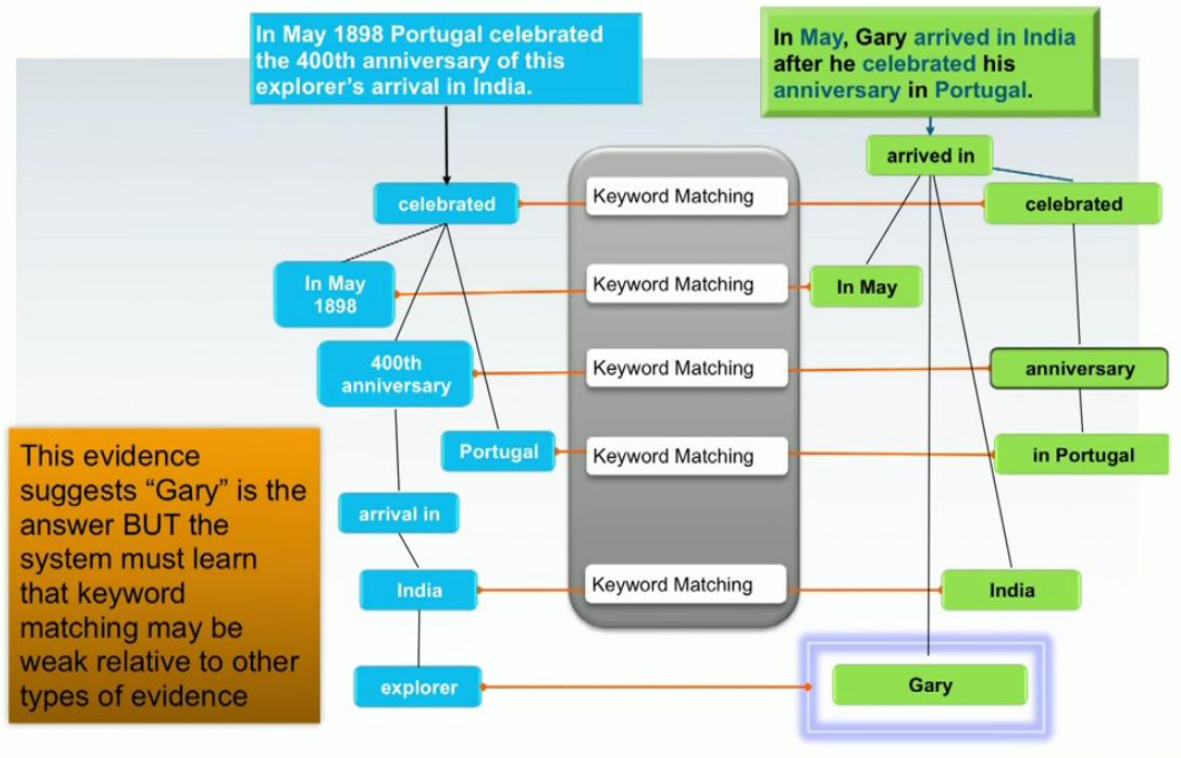 In May 1898 Portugal celebrated
the 400th anniversary of this
explorer's arrival in India.
In May, Gary arrived in India
after he celebrated his
anniversary in Portugal.
arrived in
celebrated
Keyword Matching
celebrated
In May
1898
Keyword Matching
In May
400th
anniversary
Keyword Matching
anniversary
Portugal
Keyword Matching
in Portugal
arrival in
India
Keyword Matching
India
explorer
Gary
This evidence
suggests “Gary” is the
answer BUT the
system must learn
that keyword
matching may be
weak relative to other
types of evidence